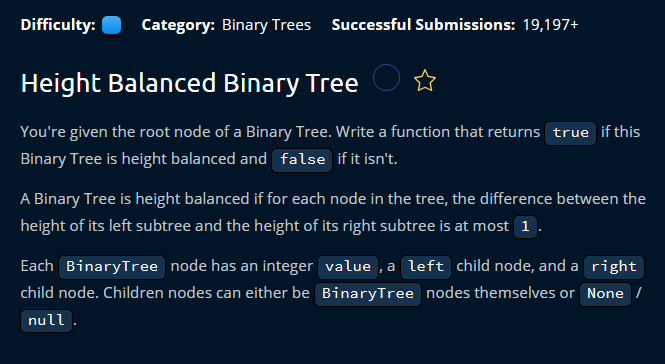 Difficulty: Category: Binary Trees Successful Submissions: 19,197+
Height Balanced Binary Tree
You're given the root node of a Binary Tree. Write a function that returns true if this
Binary Tree is height balanced and false if it isn't.
A Binary Tree is height balanced if for each node in the tree, the difference between the
height of its left subtree and the height of its right subtree is at most 1 .
Each BinaryTree node has an integer value , a left child node, and a right
child node. Children nodes can either be BinaryTree nodes themselves or None /
null .